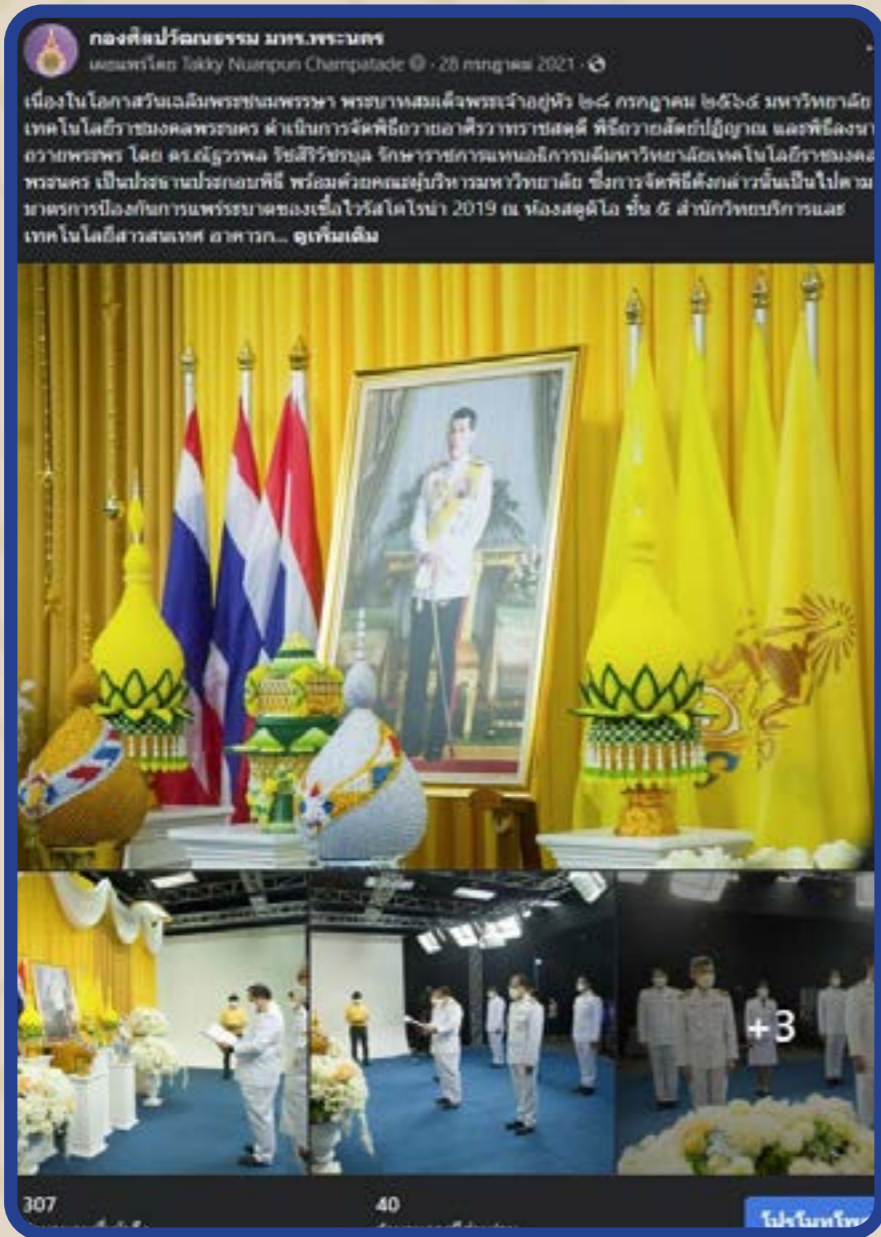 กองศิลปวัฒนธรรม มทร.พระนคร
เผยแพร่โดย Takky Nuanpun Champatade · 28 กรกฎาคม 2021 ·
เนื่องในโอกาสวันเฉลิมพระชนมพรรษา พระบาทสมเด็จพระเจ้าอยู่หัว ๒๘ กรกฎาคม ๒๕๖๔ มหาวิทยาลัย
เทคโนโลยีราชมงคลพระนคร ดำเนินการจัดพิธีถวายอาศิรวาทราชสดุดี พิธีถวายสัตย์ปฏิญาณ และพิธีลงนา
ถวายพระพร โดย ดร.ณัฐวรพล รัชสิริวัชรบุล รักษาราชการแทนอธิการบดีมหาวิทยาลัยเทคโนโลยีราชมงคล
พระนคร เป็นประธานประกอบพิธี พร้อมด้วยคณะผู้บริหารมหาวิทยาลัย ซึ่งการจัดพิธีดังกล่าวนั้นเป็นไปตาม
มาตรการป้องกันการแพร่ระบาดของเชื้อไวรัสโคโรน่า 2019 ณ ห้องสตูดิโอ ชั้น ๕ สำนักวิทยบริการและ
เทคโนโลยีสารสนเทศ อาคารก... ดูเพิ่มเติม
+3
307
40
โปรโมทโพส